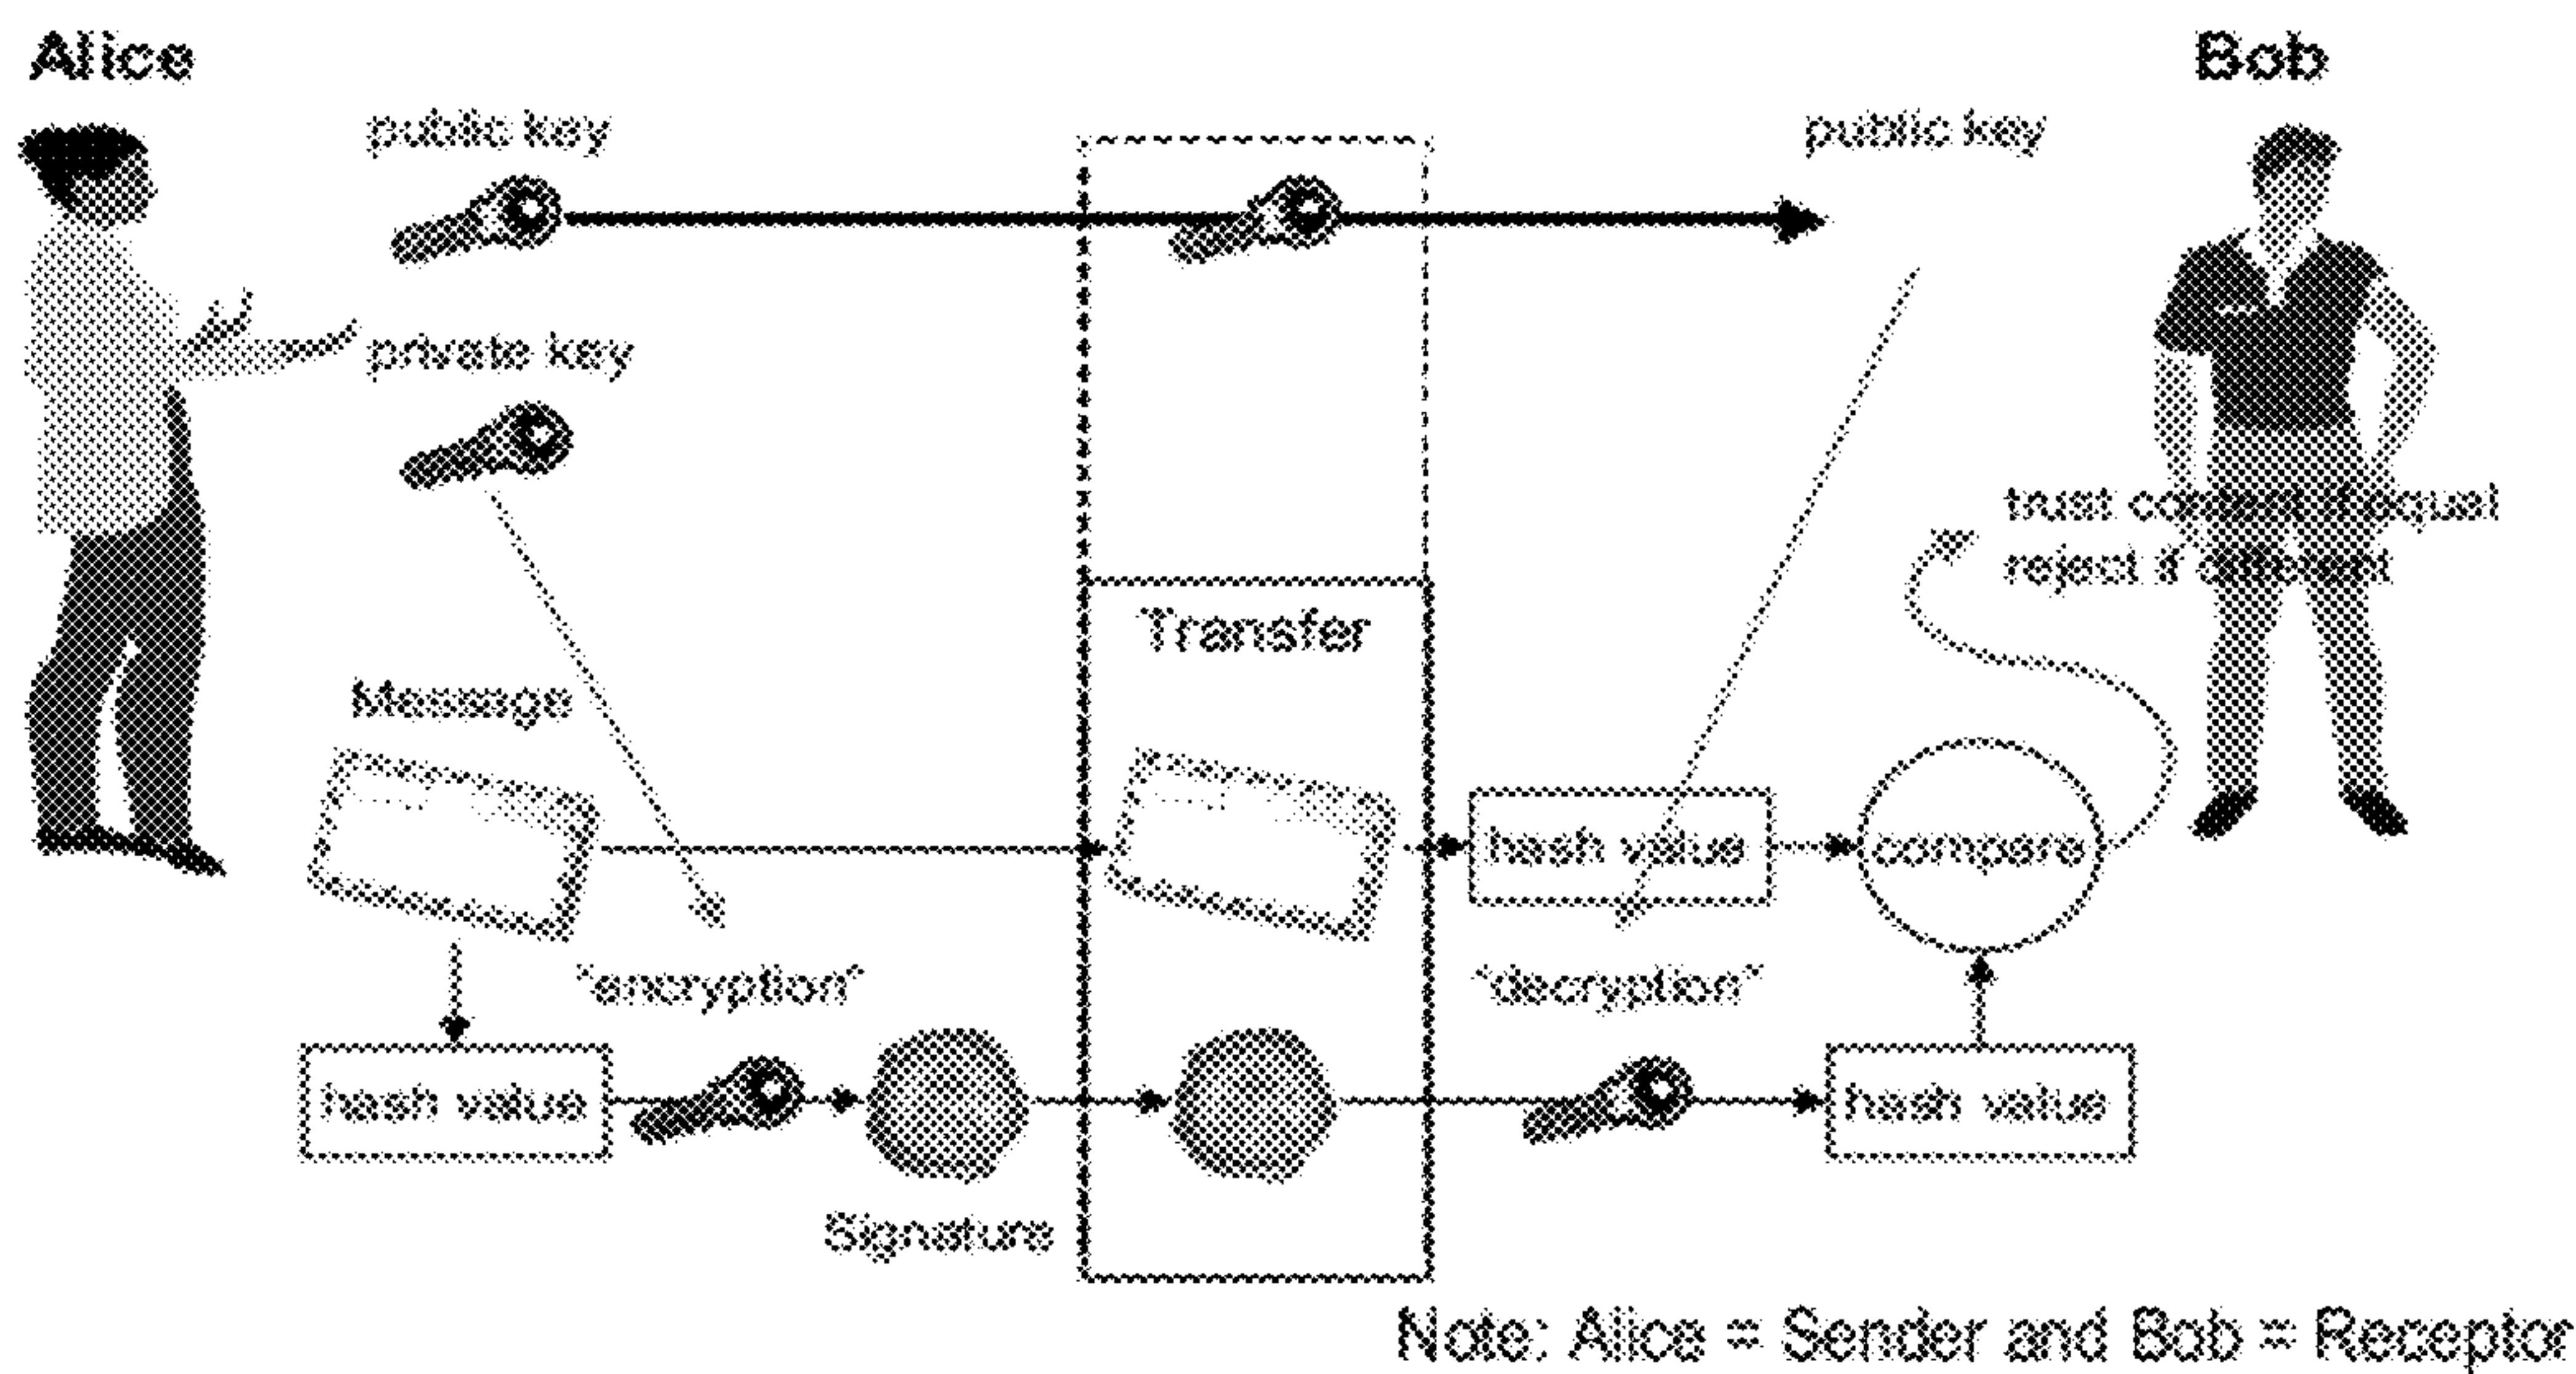 Alice
Bob
public key
public key
private key
trust content if equal
reject if different
Transfer
Message
hash value
compare
"encryption"
"decryption"
hash value
hash value
Signature
Note: Alice = Sender and Bob = Receptor